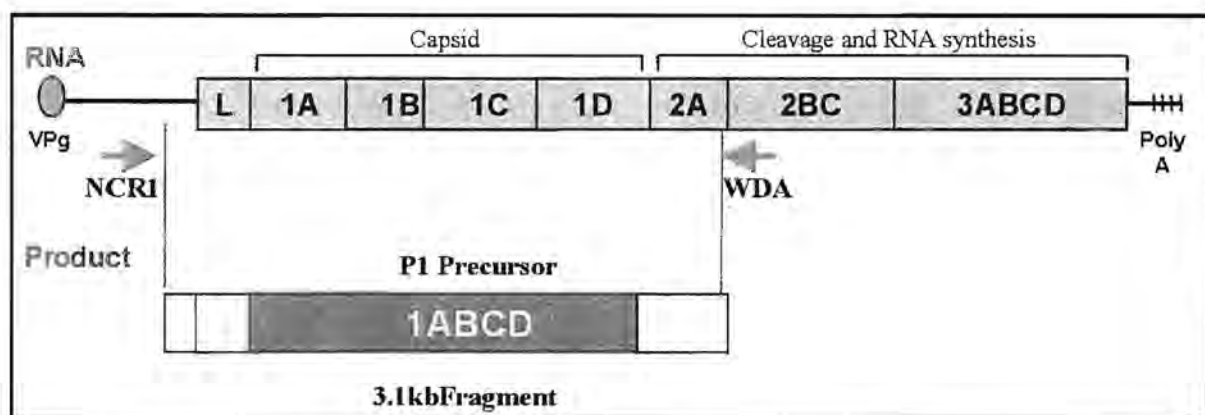 Capsid
Cleavage and RNA synthesis
RNA
L 1A 1B 1C 1D 2A 2BC 3ABCD
VPg
Poly
A
NCR1
WDA
Product
P1 Precursor
1ABCD
3.1kbFragment